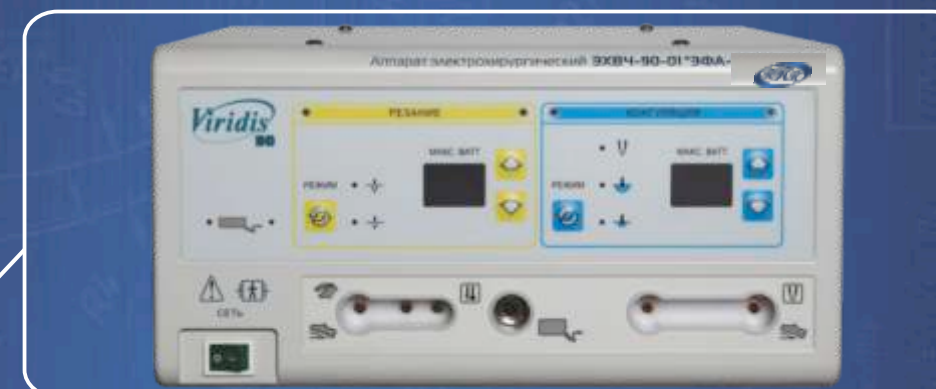 Аппарат электрохирургический ЭХВЧ-90-01"ЭФА-
Viridis
90
РЕЗАНИЕ
КОАГУЛЯЦИЯ
МАКС. ВАТТ
МАКС. ВАТТ
РЕЖИМ
РЕЖИМ
СЕТЬ